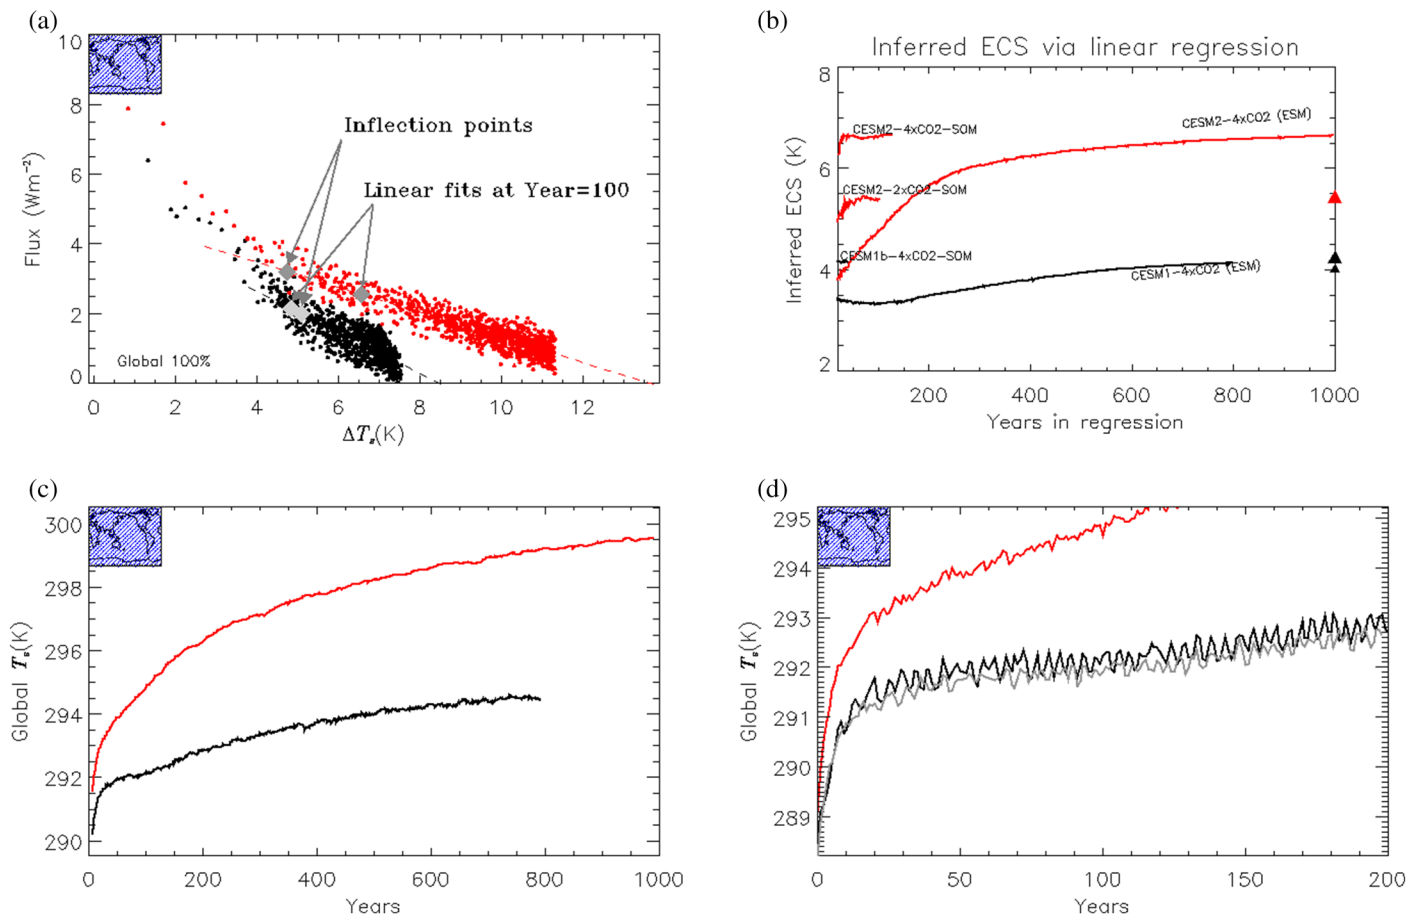 (a)
10
8
6
4
2
0
Flux (Wm⁻²)
Inflection points
Linear fits at Year=100
Global 100%
0 2 4 6 8 10 12
ΔTₛ(K)
(b)
Inferred ECS via linear regression
8
6
4
2
Inferred ECS (K)
CESM2-4xCO2-SOM
CESM2-4xCO2 (ESM)
CESM2-2xCO2-SOM
CESM1b-4xCO2-SOM
CESM1-4xCO2 (ESM)
200 400 600 800 1000
Years in regression
(c)
300
298
296
294
292
290
Global Tₛ(K)
0 200 400 600 800 1000
Years
(d)
295
294
293
292
291
290
289
Global Tₛ(K)
0 50 100 150 200
Years